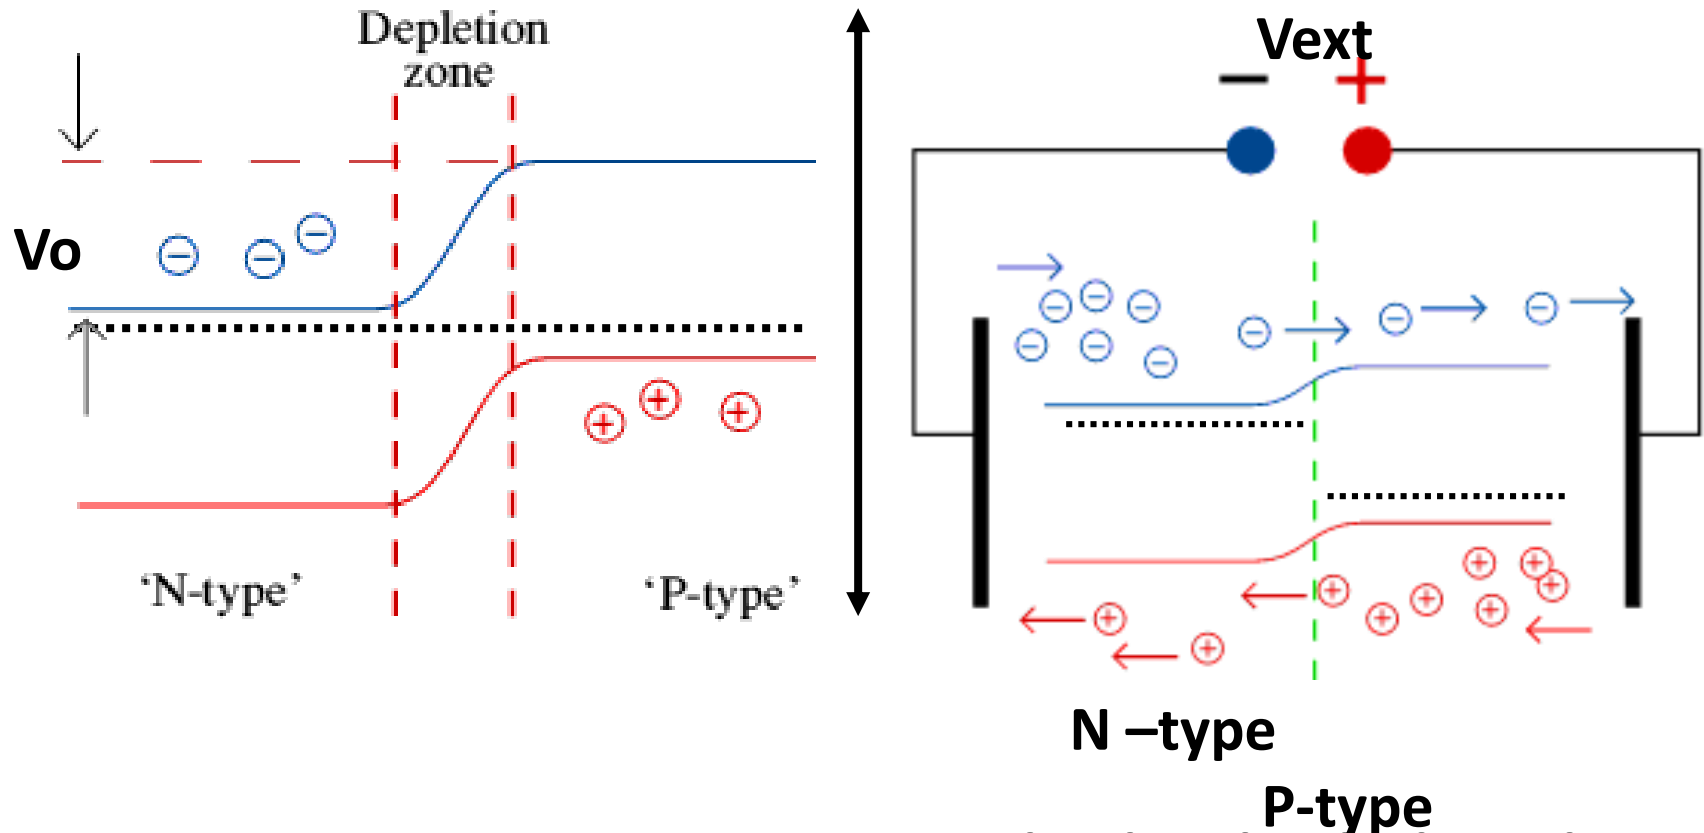 Depletion
zone
Vo
‘N-type’
‘P-type’
Vext
− +
N –type
P-type